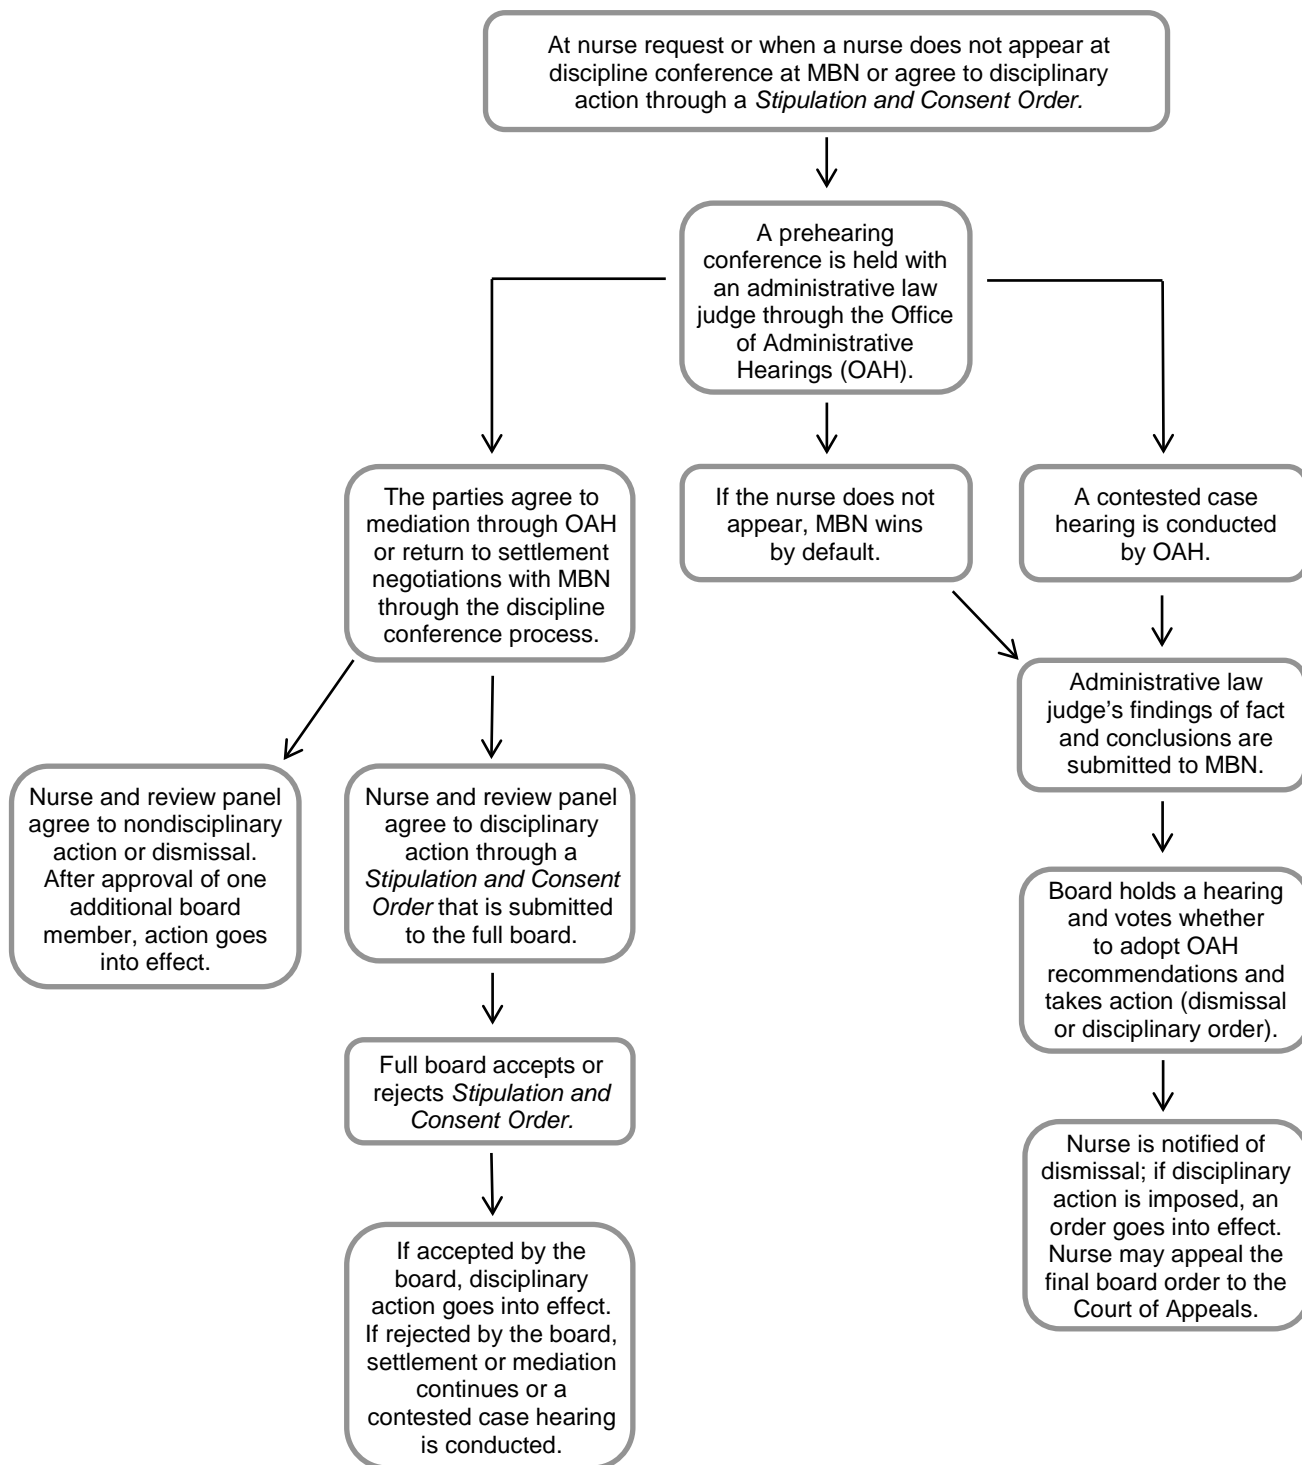 At nurse request or when a nurse does not appear at
discipline conference at MBN or agree to disciplinary
action through a Stipulation and Consent Order.
A prehearing
conference is held with
an administrative law
judge through the Office
of Administrative
Hearings (OAH).
The parties agree to
mediation through OAH
or return to settlement
negotiations with MBN
through the discipline
conference process.
If the nurse does not
appear, MBN wins
by default.
A contested case
hearing is conducted
by OAH.
Administrative law
judge’s findings of fact
and conclusions are
submitted to MBN.
Nurse and review panel
agree to nondisciplinary
action or dismissal.
After approval of one
additional board
member, action goes
into effect.
Nurse and review panel
agree to disciplinary
action through a
Stipulation and Consent
Order that is submitted
to the full board.
Board holds a hearing
and votes whether
to adopt OAH
recommendations and
takes action (dismissal
or disciplinary order).
Full board accepts or
rejects Stipulation and
Consent Order.
Nurse is notified of
dismissal; if disciplinary
action is imposed, an
order goes into effect.
Nurse may appeal the
final board order to the
Court of Appeals.
If accepted by the
board, disciplinary
action goes into effect.
If rejected by the board,
settlement or mediation
continues or a
contested case hearing
is conducted.